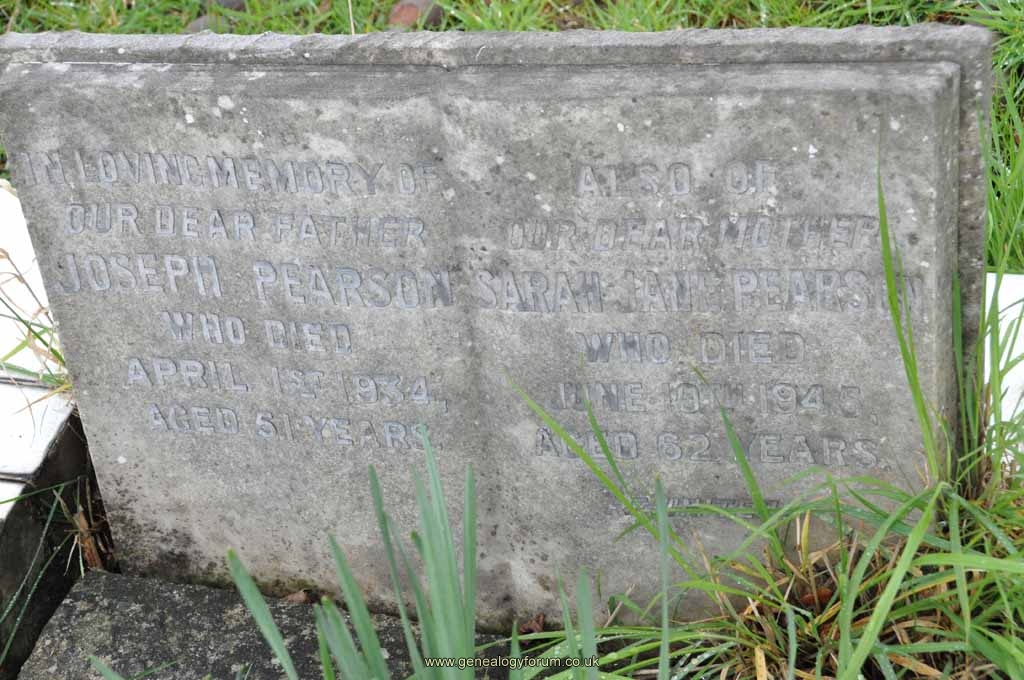 IN LOVING MEMORY OF
OUR DEAR FATHER
JOSEPH PEARSON
WHO DIED
APRIL 1ST 1934,
AGED 51 YEARS.
ALSO OF
OUR DEAR MOTHER
SARAH JANE PEARSON
WHO DIED
JUNE 10TH
AGED 62 YEARS.
www.genealogyforum.co.uk